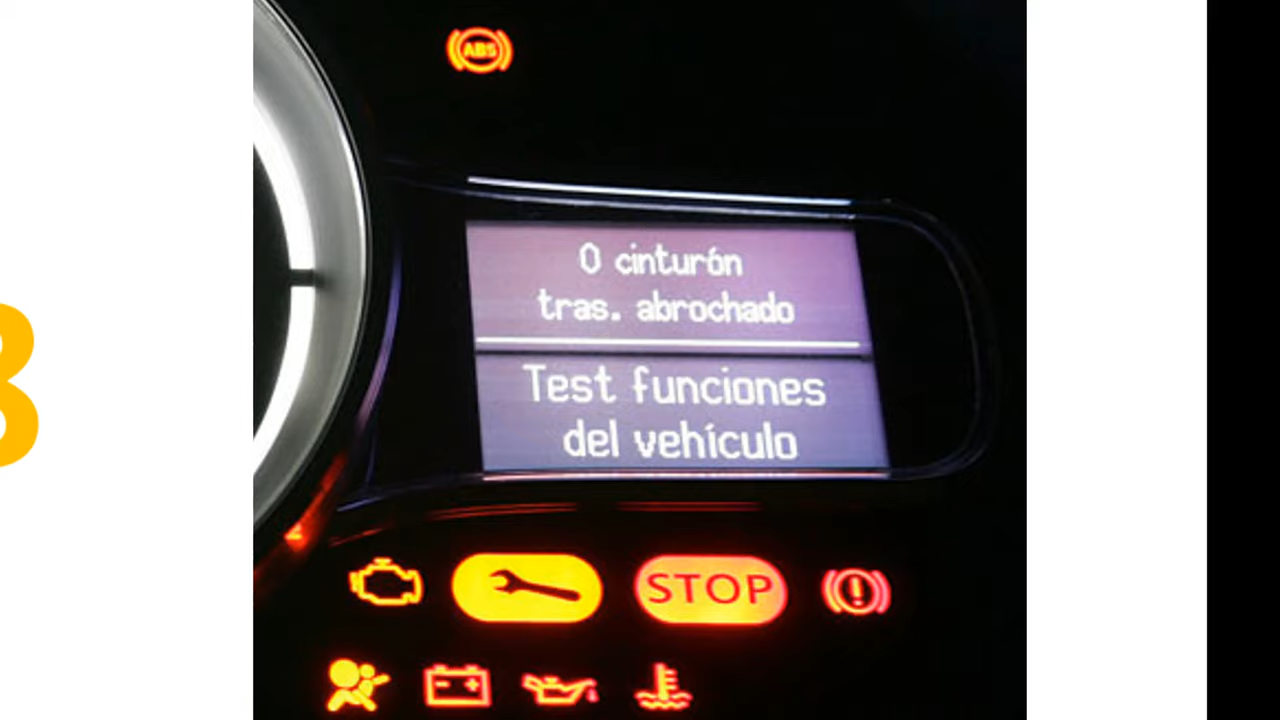 ABS
0 cinturón
tras. abrochado
Test funciones
del vehículo
STOP